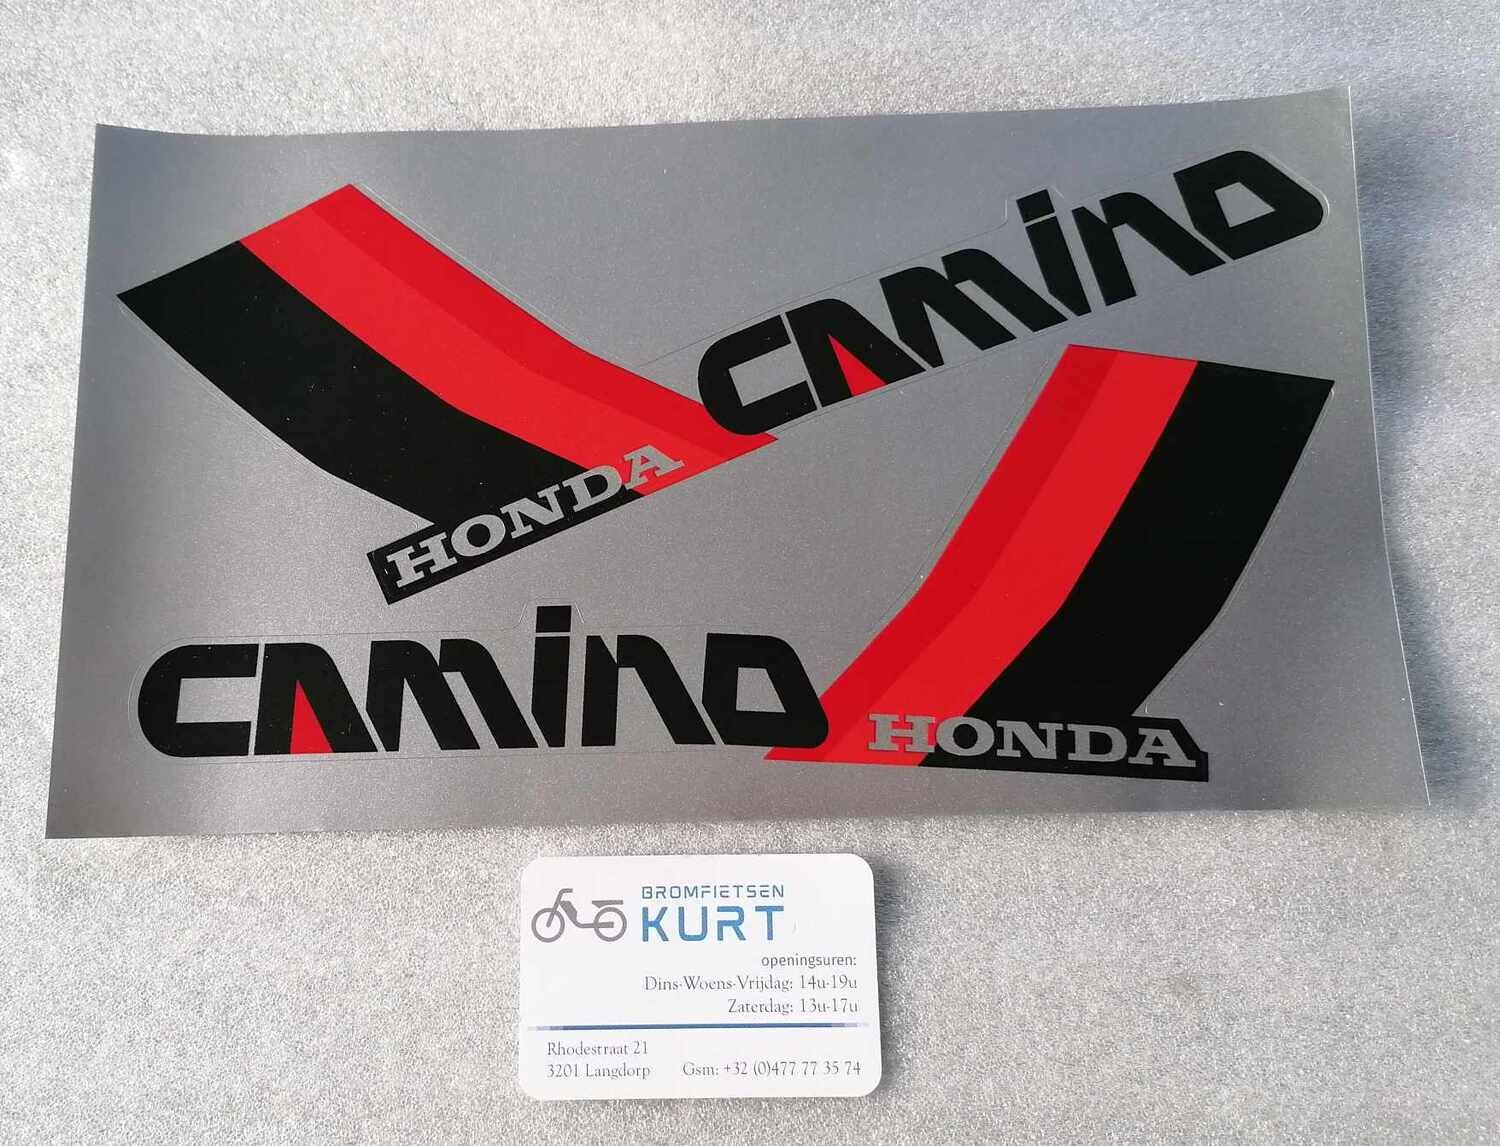 CAMINO
HONDA
CAMINO
HONDA
BROMFIETSEN
KURT
openingsuren:
Dins-Woens-Vrijdag: 14u-19u
Zaterdag: 13u-17u
Rhodestraat 21
3201 Langdorp Gsm: +32 (0)477 77 35 74